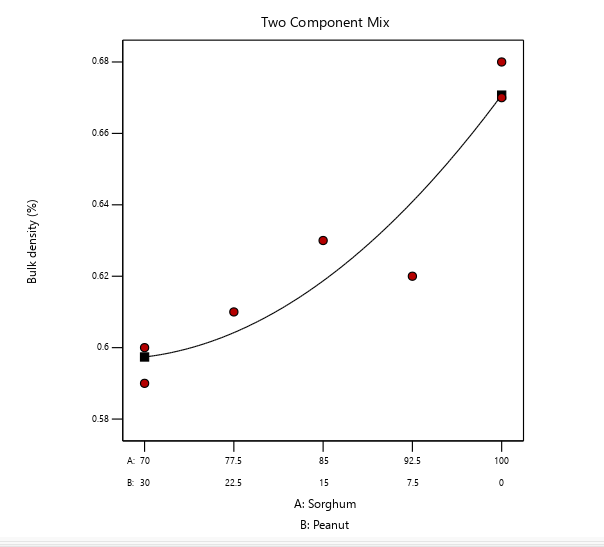 Two Component Mix
0.68
0.66
0.64
0.62
0.6
0.58
Bulk density (%)
A: 70 77.5 85 92.5 100
B: 30 22.5 15 7.5 0
A: Sorghum
B: Peanut